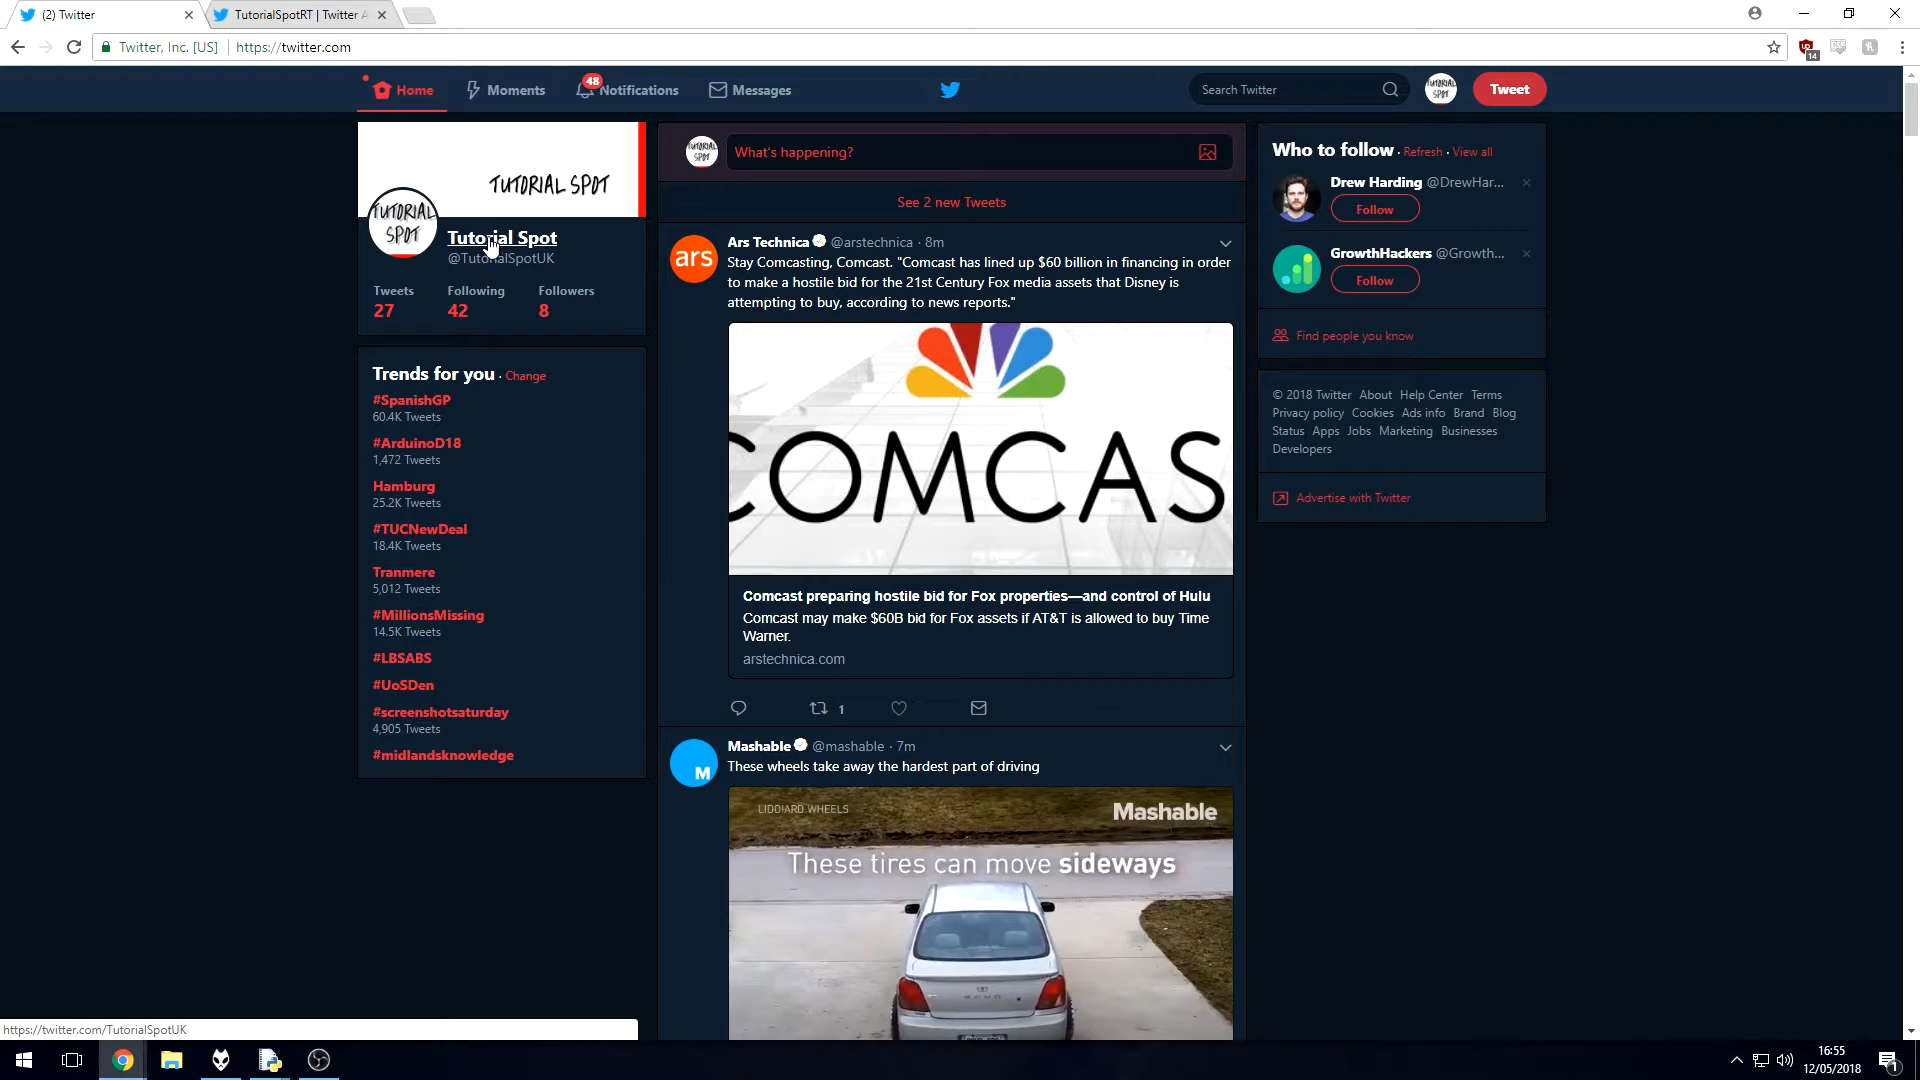 (2) Twitter
TutorialSpotRT | Twitter A
Twitter, Inc. [US]
https://twitter.com
14
Home
Moments
48
Notifications
Messages
Search Twitter
TUTORIAL
SPOT
Tweet
TUTORIAL SPOT
TUTORIAL
SPOT
Tutorial Spot
@TutorialSpotUK
Tweets Following Followers
27 42 8
Trends for you · Change
#SpanishGP
60.4K Tweets
#ArduinoD18
1,472 Tweets
Hamburg
25.2K Tweets
#TUCNewDeal
18.4K Tweets
Tranmere
5,012 Tweets
#MillionsMissing
14.5K Tweets
#LBSABS
#UoSDen
#screenshotsaturday
4,905 Tweets
#midlandsknowledge
TUTORIAL
SPOT
What's happening?
See 2 new Tweets
ars
Ars Technica @arstechnica · 8m
Stay Comcasting, Comcast. "Comcast has lined up $60 billion in financing in order
to make a hostile bid for the 21st Century Fox media assets that Disney is
attempting to buy, according to news reports."
COMCAS
Comcast preparing hostile bid for Fox properties—and control of Hulu
Comcast may make $60B bid for Fox assets if AT&T is allowed to buy Time
Warner.
arstechnica.com
1
M
Mashable @mashable · 7m
These wheels take away the hardest part of driving
LIDDIARD WHEELS
Mashable
These tires can move sideways
Who to follow · Refresh · View all
Drew Harding @DrewHar...
Follow
GrowthHackers @Growth...
Follow
Find people you know
© 2018 Twitter About Help Center Terms
Privacy policy Cookies Ads info Brand Blog
Status Apps Jobs Marketing Businesses
Developers
Advertise with Twitter
https://twitter.com/TutorialSpotUK
16:55
12/05/2018
1